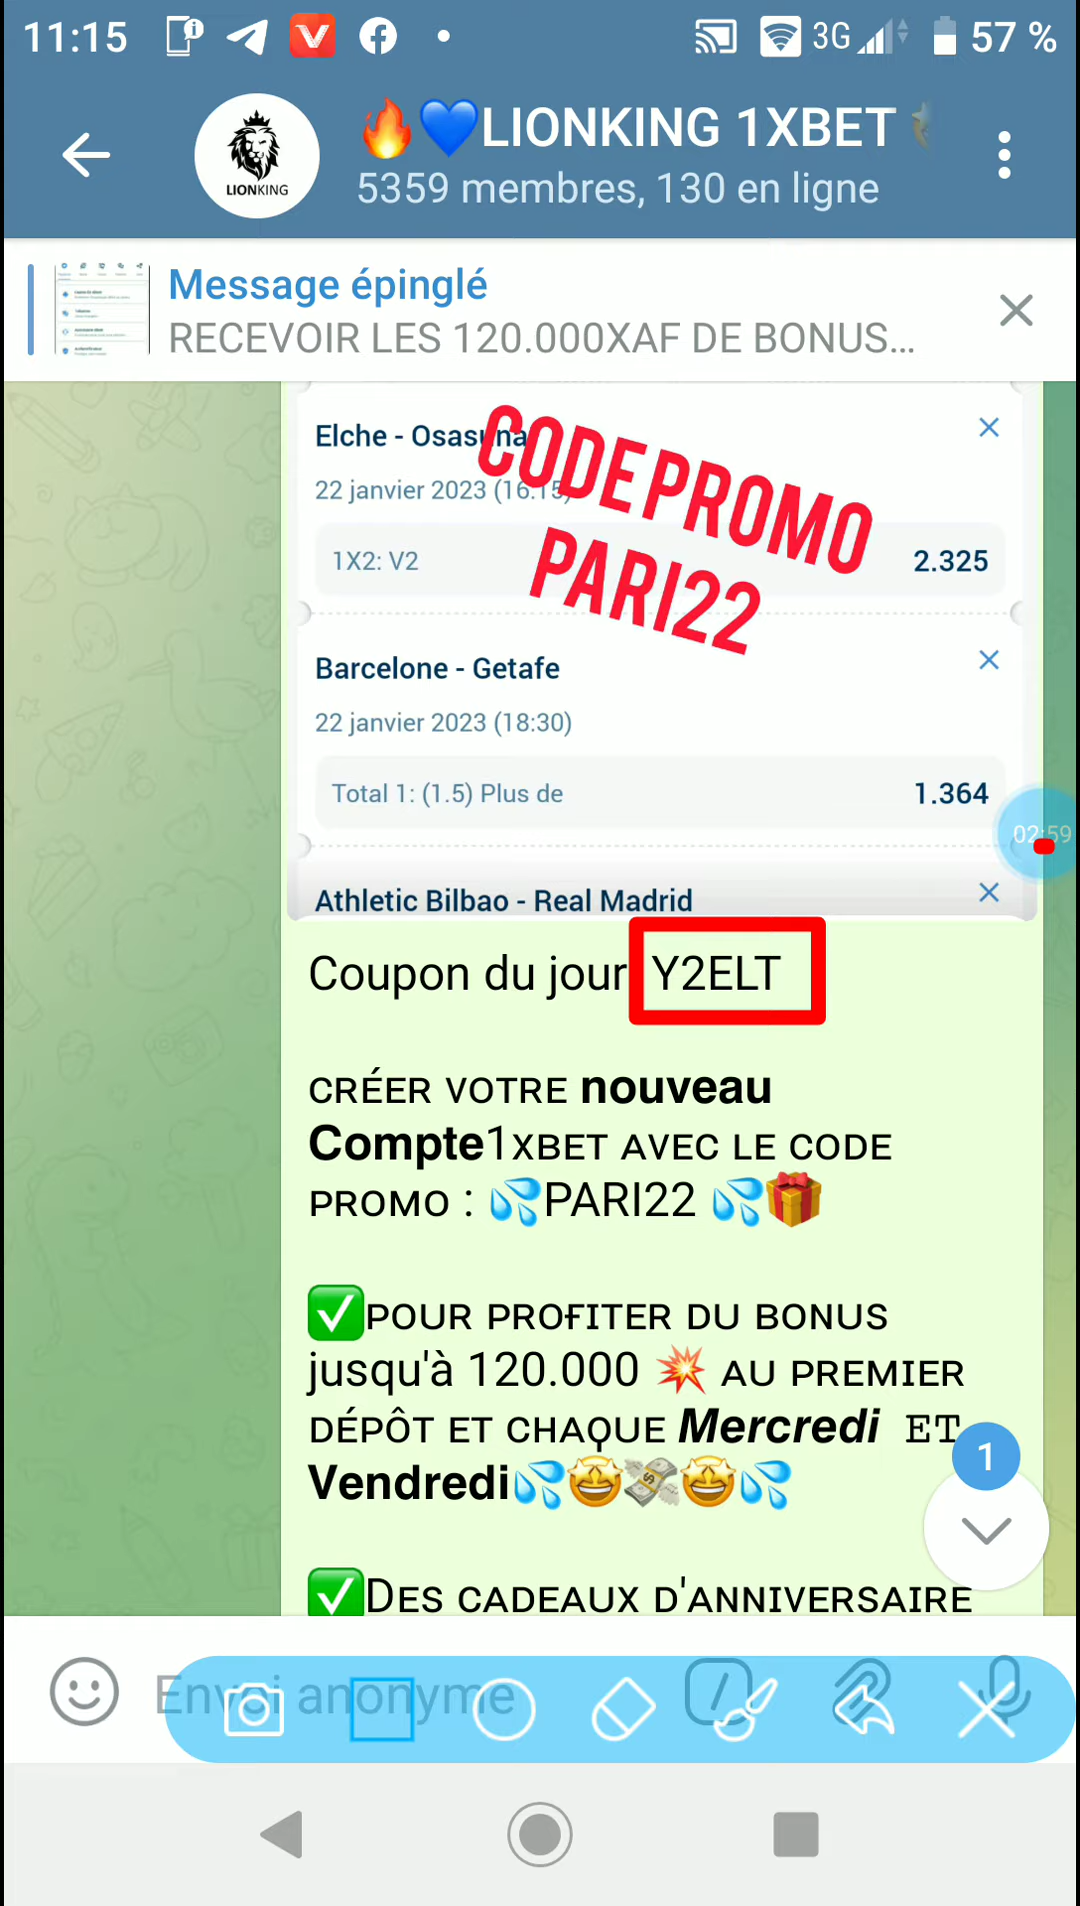 11:15 3G 57 %
🔥💙LIONKING 1XBET
LIONKING
5359 membres, 130 en ligne
Message épinglé
RECEVOIR LES 120.000XAF DE BONUS...
Elche - Osasuna
22 janvier 2023 (16:15)
CODE PROMO
PARI22
1X2: V2 2.325
Barcelone - Getafe
22 janvier 2023 (18:30)
Total 1: (1.5) Plus de 1.364
02:59
Athletic Bilbao - Real Madrid
Coupon du jour Y2ELT
CRÉER VOTRE nouveau
Compte1XBET AVEC LE CODE
PROMO : 💦PARI22 💦🎁
✅POUR PROFITER DU BONUS
jusqu'à 120.000 💥 AU PREMIER
DÉPÔT ET CHAQUE Mercredi ET
Vendredi💦🤩💸🤩💦
1
✅DES CADEAUX D'ANNIVERSAIRE
Envoi anonyme